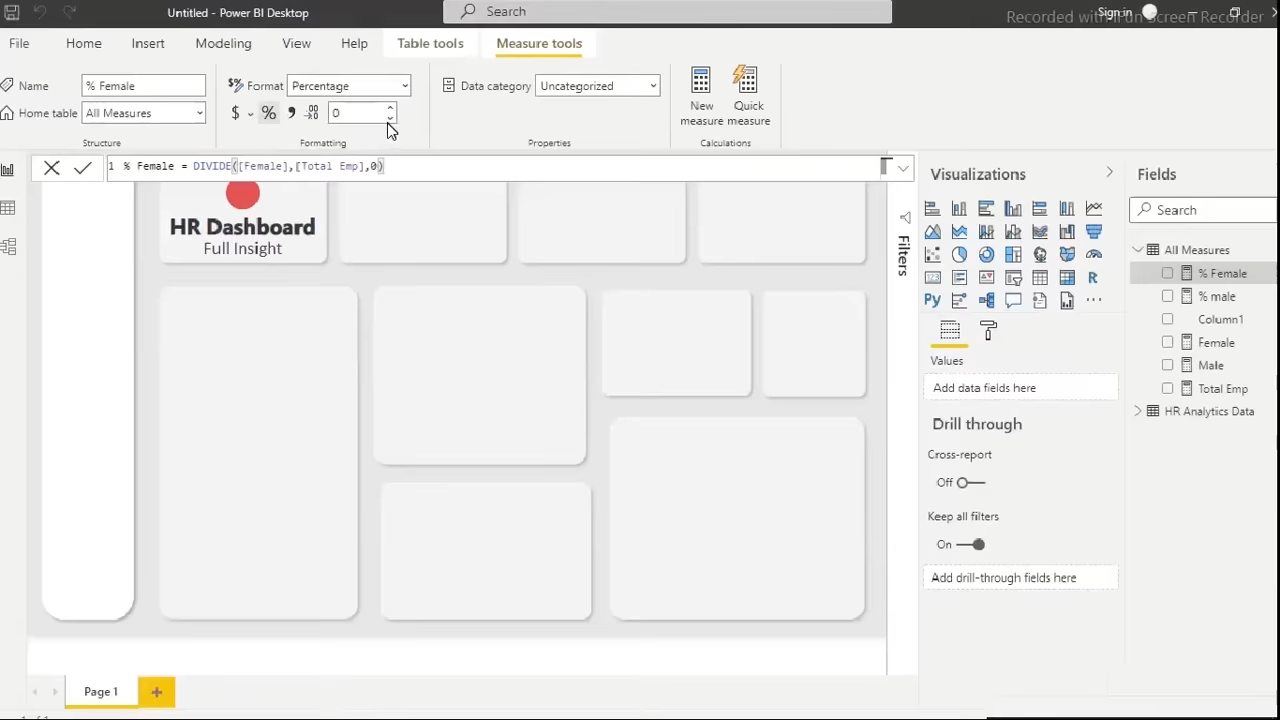 Untitled - Power BI Desktop
Search
Sign in
Recorded with iFun Screen Recorder
File
Home
Insert
Modeling
View
Help
Table tools
Measure tools
Name
% Female
Format
Percentage
Data category
Uncategorized
Home table
All Measures
$
%
0
New measure
Quick measure
Structure
Formatting
Properties
Calculations
1 % Female = DIVIDE([Female],[Total Emp],0)
HR Dashboard
Full Insight
Filters
Visualizations
R
Py
Values
Add data fields here
Drill through
Cross-report
Off
Keep all filters
On
Add drill-through fields here
Fields
Search
All Measures
% Female
% male
Column1
Female
Male
Total Emp
HR Analytics Data
Page 1